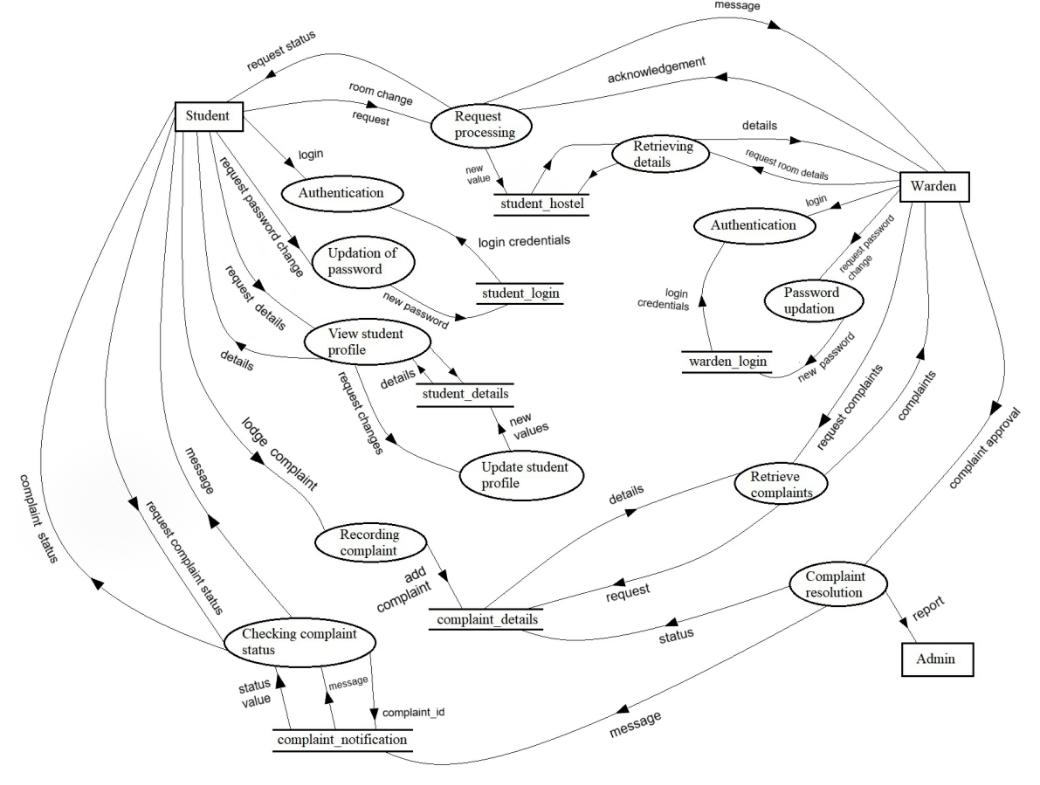 message
request status
acknowledgement
room change
request
Student
Request
processing
details
Retrieving
details
request room details
login
new
value
Warden
Authentication
student_hostel
login
request password change
Authentication
request password
change
login credentials
Updation of
password
request details
student_login
login
credentials
Password
updation
new password
View student
profile
new password
details
warden_login
details
student_details
request changes
new
values
request complaints
complaints
complaint approval
lodge complaint
message
Update student
profile
Retrieve
complaints
details
complaint status
request complaint status
Recording
complaint
add
complaint
request
Complaint
resolution
complaint_details
report
status
Checking complaint
status
Admin
status
value
message
complaint_id
message
complaint_notification